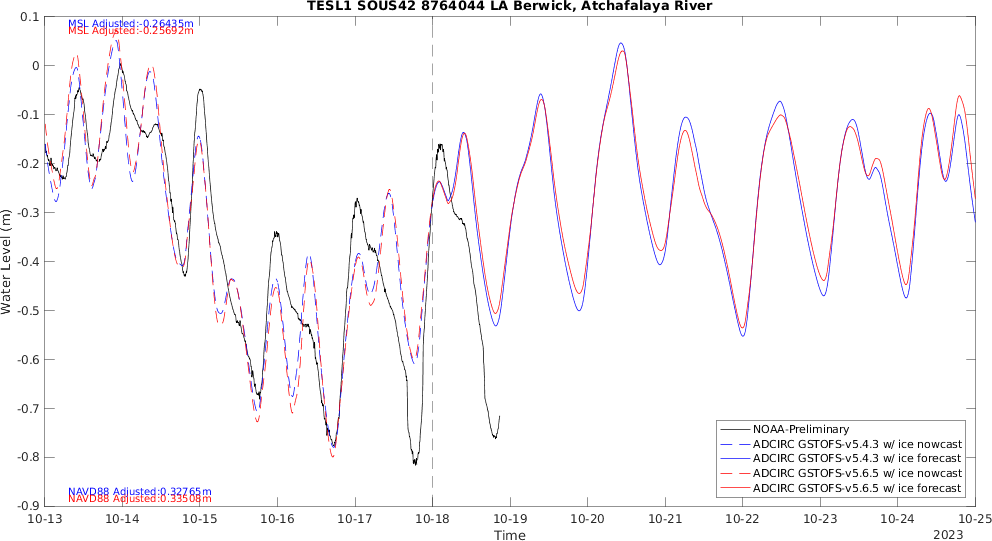 TESL1 SOUS42 8764044 LA Berwick, Atchafalaya River
MSL Adjusted:-0.26435m
MSL Adjusted:-0.25692m
0.1
0
-0.1
-0.2
-0.3
-0.4
-0.5
-0.6
-0.7
-0.8
-0.9
Water Level (m)
NOAA-Preliminary
ADCIRC GSTOFS-v5.4.3 w/ ice nowcast
ADCIRC GSTOFS-v5.4.3 w/ ice forecast
ADCIRC GSTOFS-v5.6.5 w/ ice nowcast
ADCIRC GSTOFS-v5.6.5 w/ ice forecast
NAVD88 Adjusted:0.32765m
NAVD88 Adjusted:0.33508m
10-13 10-14 10-15 10-16 10-17 10-18 10-19 10-20 10-21 10-22 10-23 10-24 10-25
Time
2023